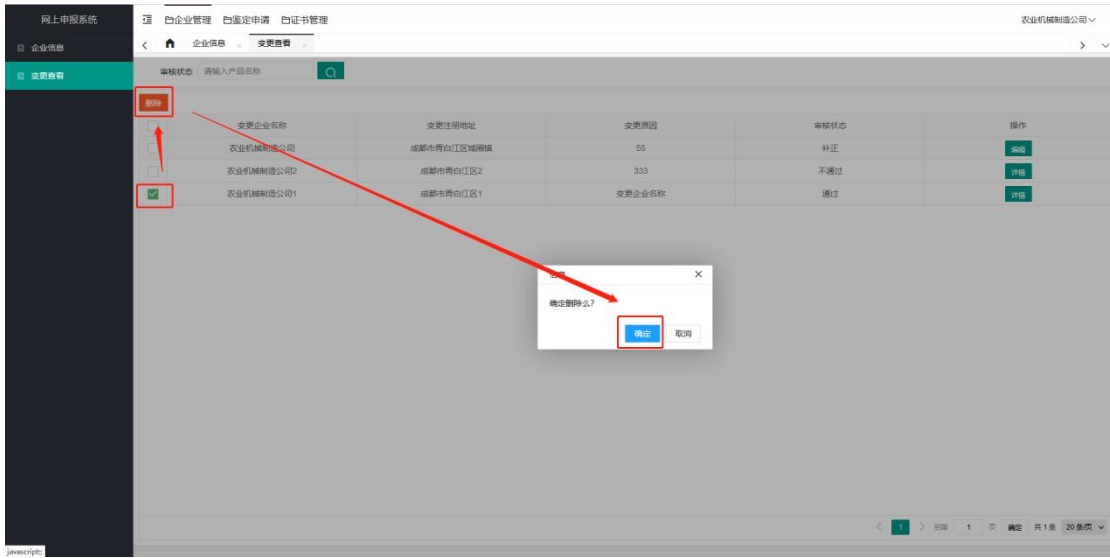 网上申报系统
企业管理 鉴定申请 证书管理
农业机械制造公司
企业信息
企业信息 变更查看
变更查看
审核状态 请输入产品名称
删除
变更企业名称 变更注册地址 变更原因 审核状态 操作
农业机械制造公司 成都市青白江区城厢镇 55 补正 编辑
农业机械制造公司2 成都市青白江区2 333 不通过 详情
农业机械制造公司1 成都市青白江区1 变更企业名称 通过 详情
信息
确定删除么?
确定 取消
1 到第 1 页 确定 共1条 20条/页
javascript:;